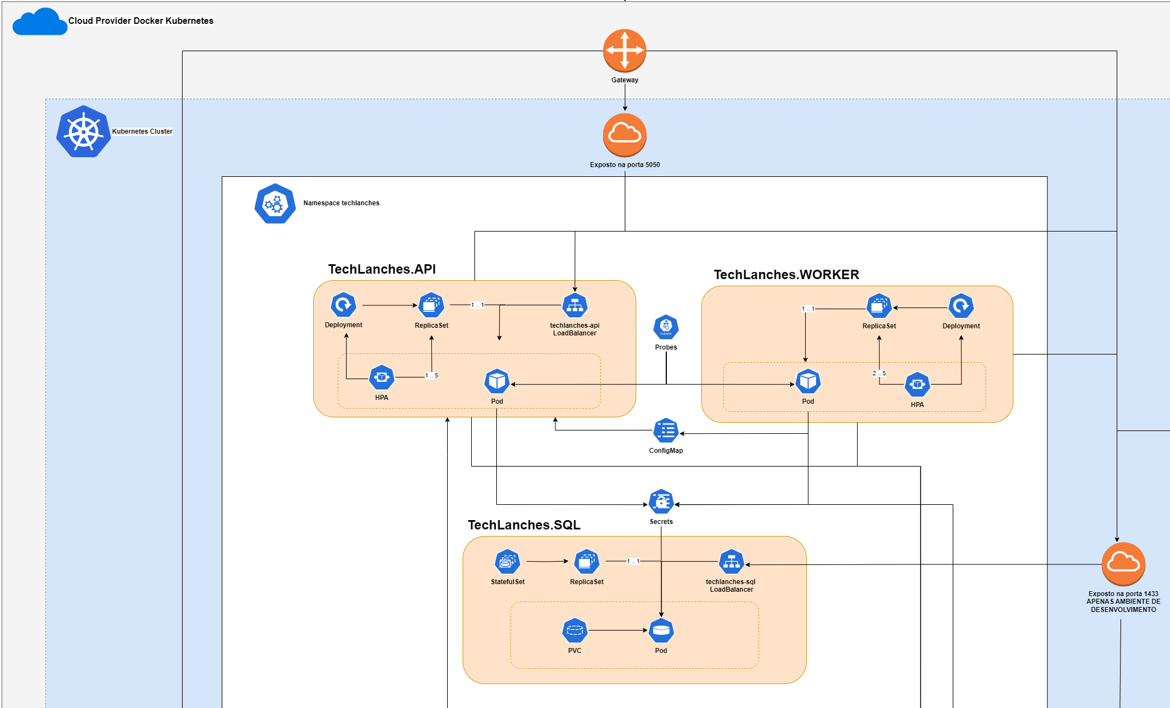 Cloud Provider Docker Kubernetes
Gateway
Kubernetes Cluster
Exposto na porta 5050
Namespace techlanches
TechLanches.API
Deployment
ReplicaSet
1 .. 1
techlanches-api
LoadBalancer
HPA
1 .. 5
Pod
Probes
TechLanches.WORKER
1 .. 1
ReplicaSet
Deployment
Pod
2 .. 5
HPA
ConfigMap
Secrets
TechLanches.SQL
StatefulSet
ReplicaSet
1 .. 1
techlanches-sql
LoadBalancer
PVC
Pod
Exposto na porta 1433
APENAS AMBIENTE DE
DESENVOLVIMENTO